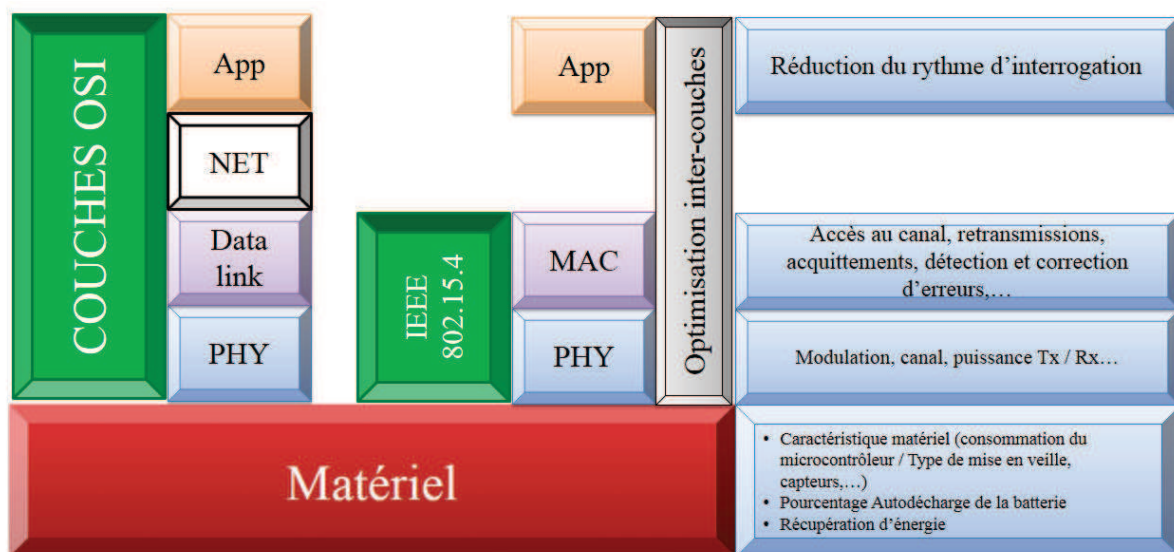 COUCHES OSI
App
NET
Data
link
PHY
IEEE
802.15.4
App
MAC
PHY
Optimisation inter-couches
Réduction du rythme d'interrogation
Accès au canal, retransmissions,
acquittements, détection et correction
d'erreurs,…
Modulation, canal, puissance Tx / Rx…
Matériel
• Caractéristique matériel (consommation du
microcontrôleur / Type de mise en veille,
capteurs,…)
• Pourcentage Autodécharge de la batterie
• Récupération d'énergie